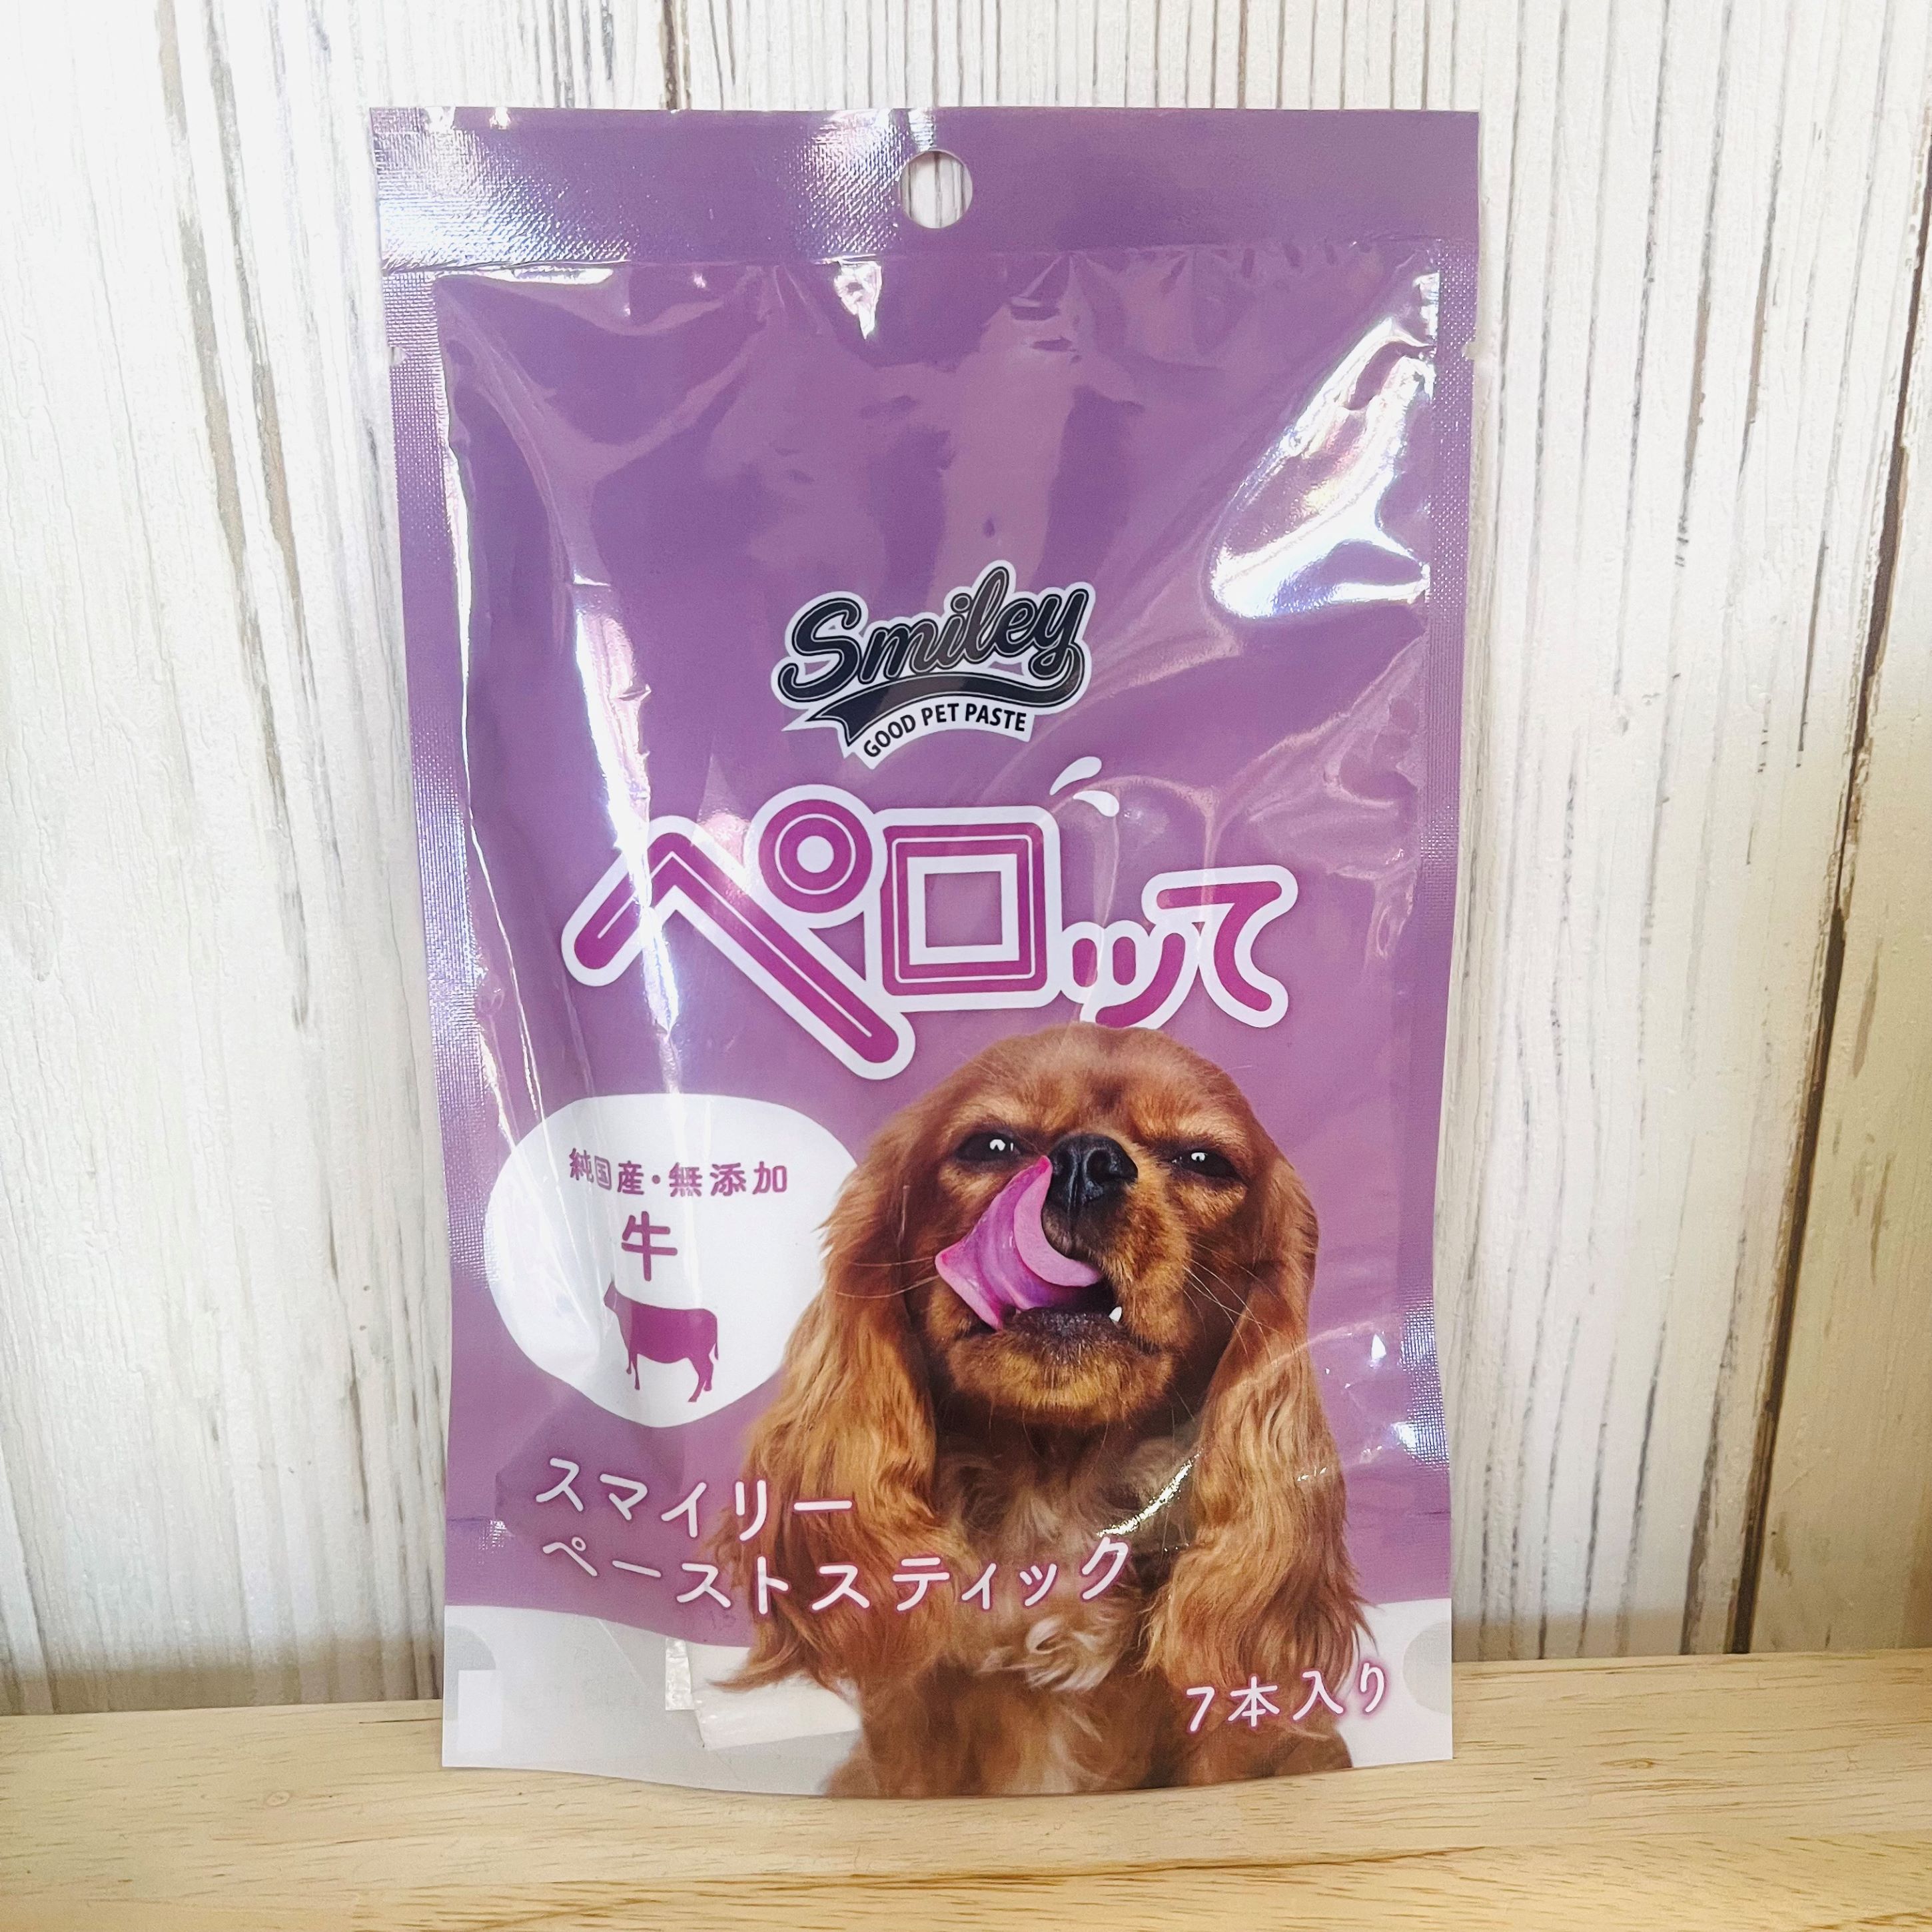 Smiley
GOOD PET PASTE
ペロッて
純国産・無添加
牛
スマイリー
ペーストスティック
7本入り